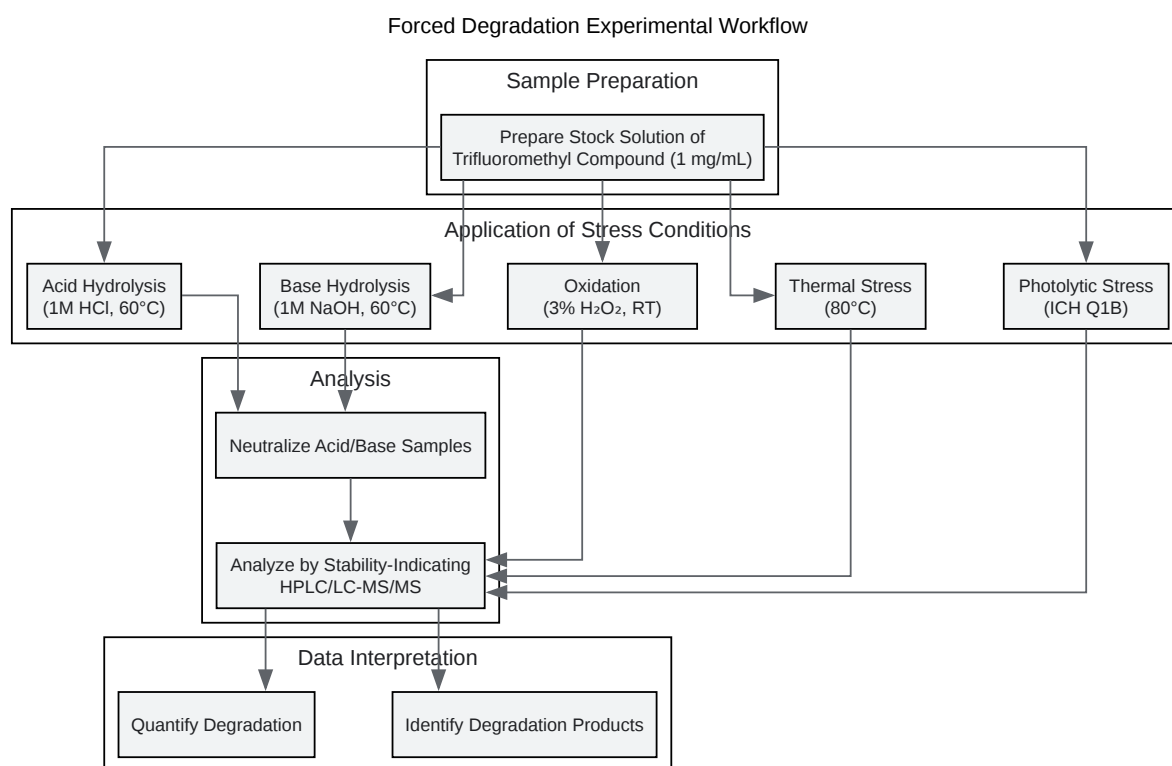 Forced Degradation Experimental Workflow
Sample Preparation
Prepare Stock Solution of
Trifluoromethyl Compound (1 mg/mL)
Application of Stress Conditions
Acid Hydrolysis
(1M HCl, 60°C)
Base Hydrolysis
(1M NaOH, 60°C)
Oxidation
(3% H₂O₂, RT)
Thermal Stress
(80°C)
Photolytic Stress
(ICH Q1B)
Analysis
Neutralize Acid/Base Samples
Analyze by Stability-Indicating
HPLC/LC-MS/MS
Data Interpretation
Quantify Degradation
Identify Degradation Products